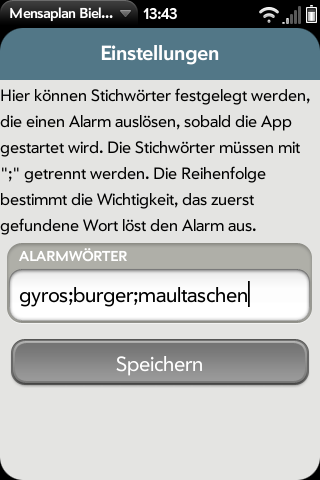 Mensaplan Biel... 13:43
Einstellungen
Hier können Stichwörter festgelegt werden,
die einen Alarm auslösen, sobald die App
gestartet wird. Die Stichwörter müssen mit
";" getrennt werden. Die Reihenfolge
bestimmt die Wichtigkeit, das zuerst
gefundene Wort löst den Alarm aus.
ALARMWÖRTER
gyros;burger;maultaschen
Speichern